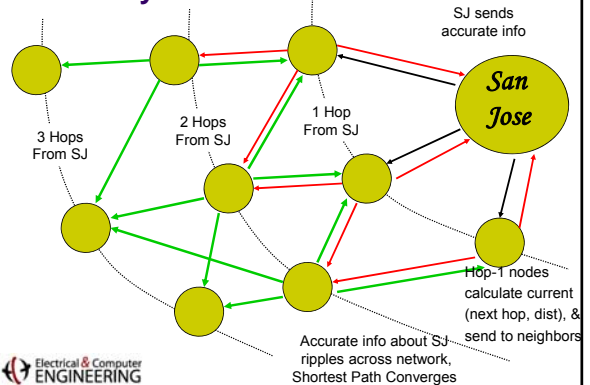 SJ sends
accurate info
San
Jose
1 Hop
From SJ
2 Hops
From SJ
3 Hops
From SJ
Hop-1 nodes
calculate current
(next hop, dist), &
send to neighbors
Accurate info about SJ
ripples across network,
Shortest Path Converges
Electrical & Computer
ENGINEERING